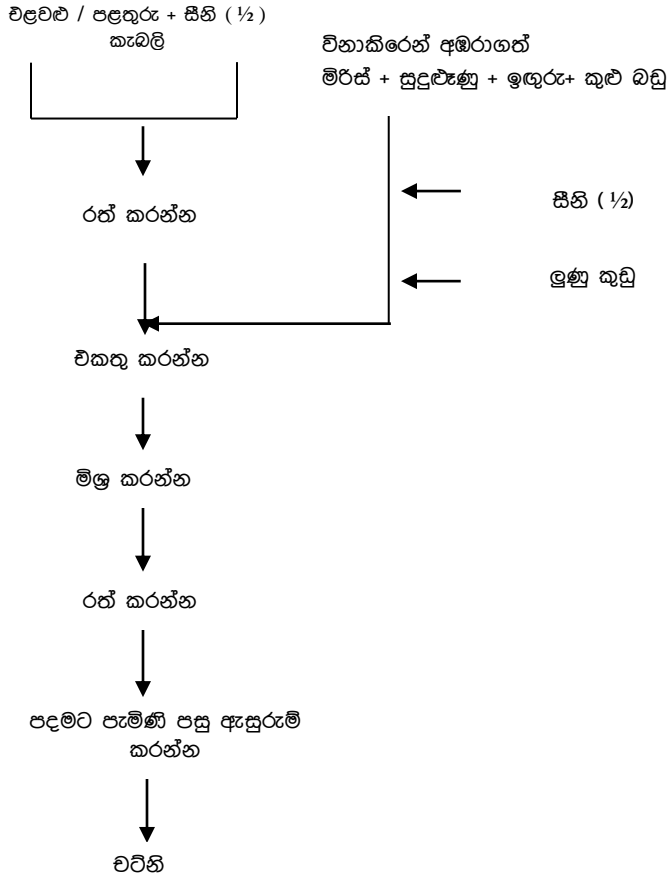 එළවළු / පළතුරු + සීනි ( ½ )
කැබලි
විනාකිරෙන් අඹරාගත්
මිරිස් + සුදුළූණු + ඉඟුරු+ කුළු බඩු
සීනි ( ½)
රත් කරන්න
ලුණු කුඩු
එකතු කරන්න
මිශ්‍ර කරන්න
රත් කරන්න
පදමට පැමිණි පසු ඇසුරුම්
කරන්න
චට්නි